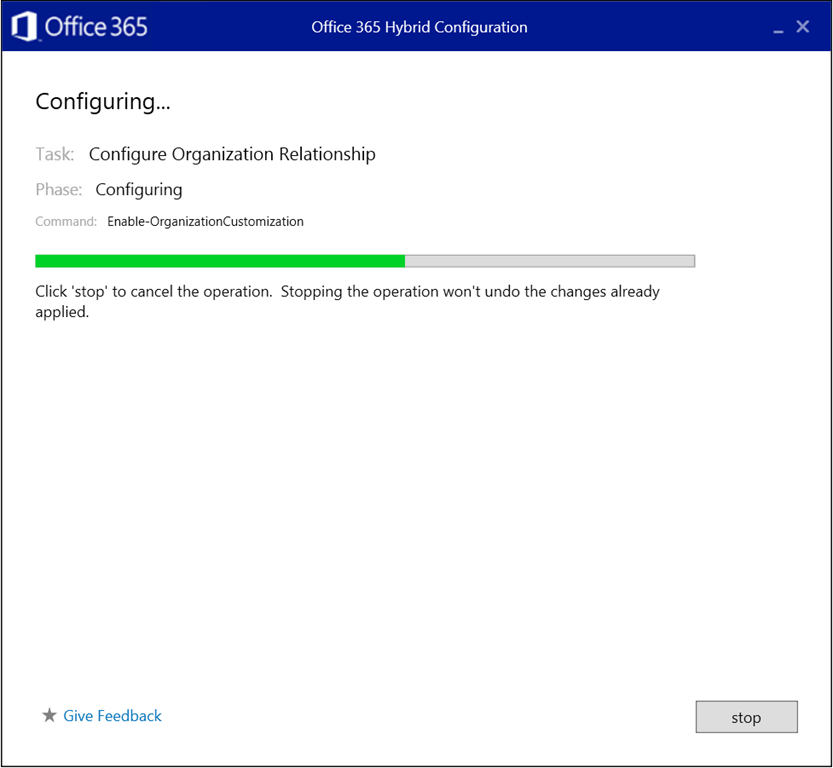 Office 365
Office 365 Hybrid Configuration
Configuring...
Task: Configure Organization Relationship
Phase: Configuring
Command: Enable-OrganizationCustomization
Click 'stop' to cancel the operation.  Stopping the operation won't undo the changes already
applied.
Give Feedback
stop